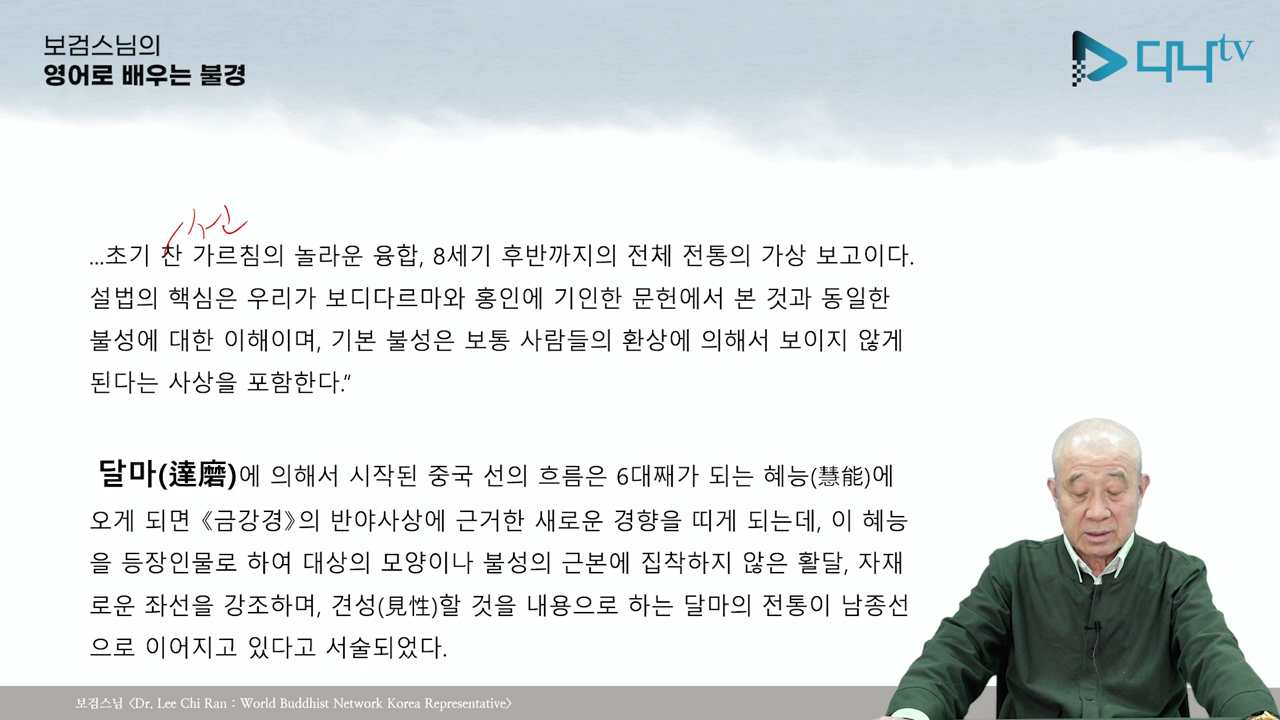 보검스님의
영어로 배우는 불경
디나tv
...초기 찬 가르침의 놀라운 융합, 8세기 후반까지의 전체 전통의 가상 보고이다.
설법의 핵심은 우리가 보디다르마와 홍인에 기인한 문헌에서 본 것과 동일한
불성에 대한 이해이며, 기본 불성은 보통 사람들의 환상에 의해서 보이지 않게
된다는 사상을 포함한다.“
달마(達磨)에 의해서 시작된 중국 선의 흐름은 6대째가 되는 혜능(慧能)에
오게 되면 《금강경》의 반야사상에 근거한 새로운 경향을 띠게 되는데, 이 혜능
을 등장인물로 하여 대상의 모양이나 불성의 근본에 집착하지 않은 활달, 자재
로운 좌선을 강조하며, 견성(見性)할 것을 내용으로 하는 달마의 전통이 남종선
으로 이어지고 있다고 서술되었다.
보검스님 <Dr. Lee Chi Ran : World Buddhist Network Korea Representative>